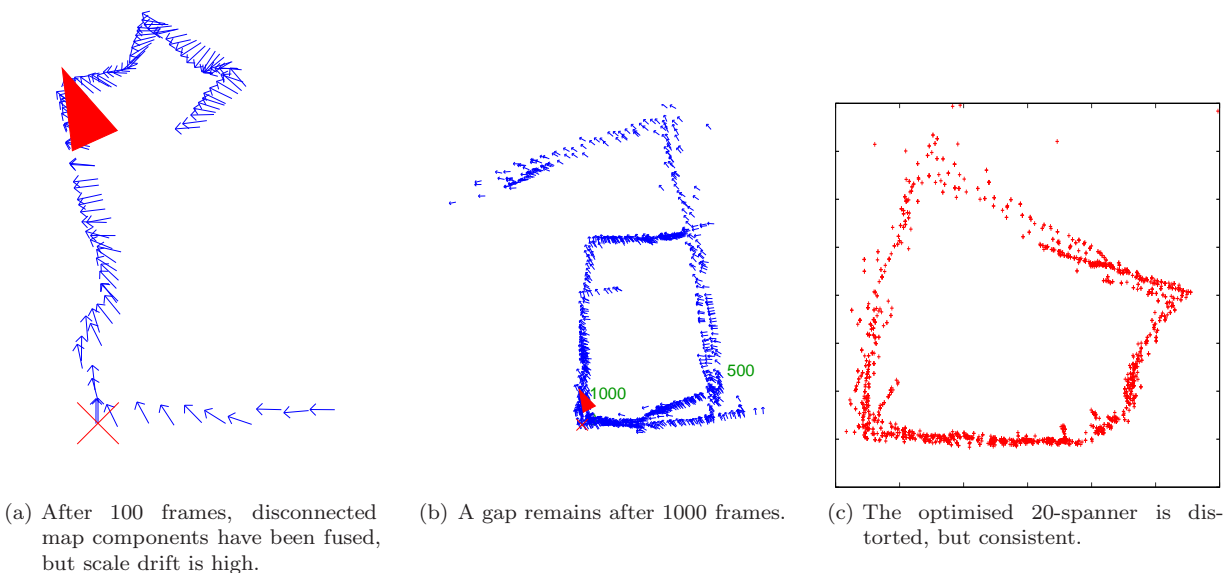 500
1000
(a) After 100 frames, disconnected
map components have been fused,
but scale drift is high.
(b) A gap remains after 1000 frames.
(c) The optimised 20-spanner is dis-
torted, but consistent.